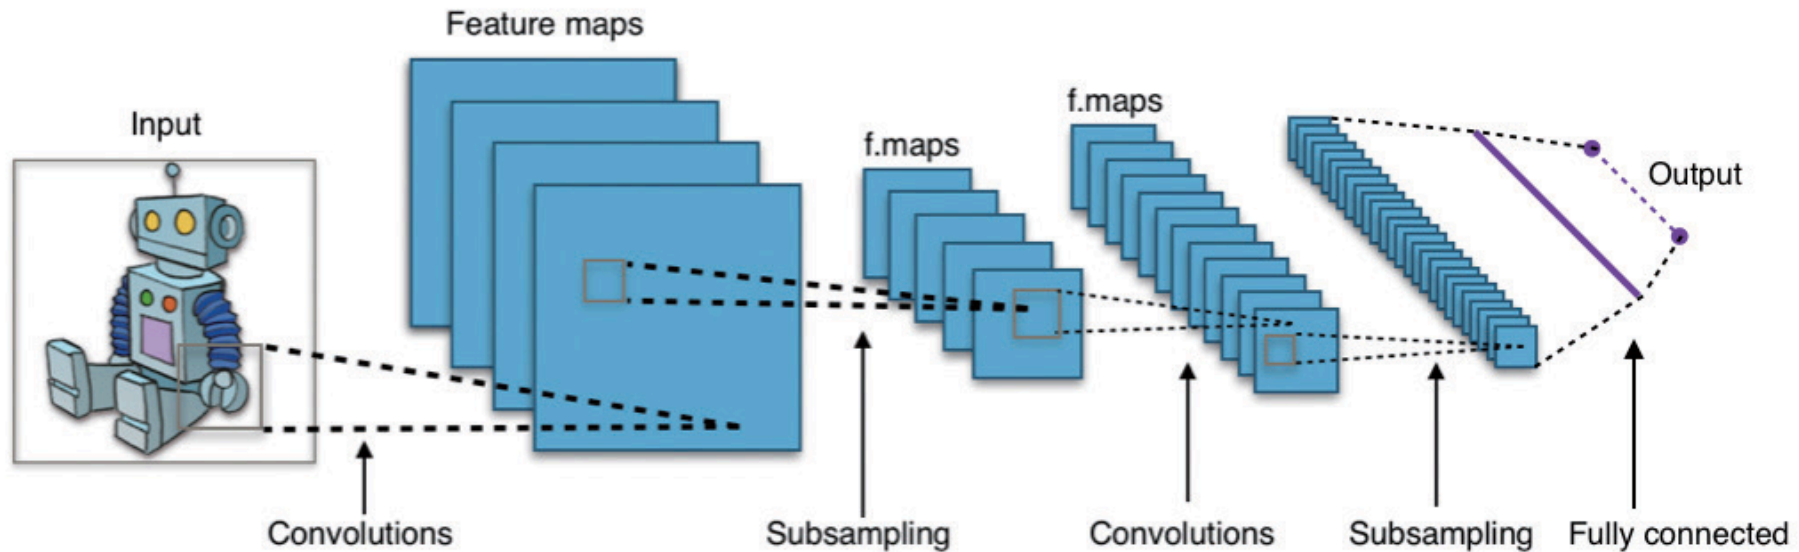 Feature maps
Input
f.maps
f.maps
Output
Convolutions
Subsampling
Convolutions
Subsampling
Fully connected